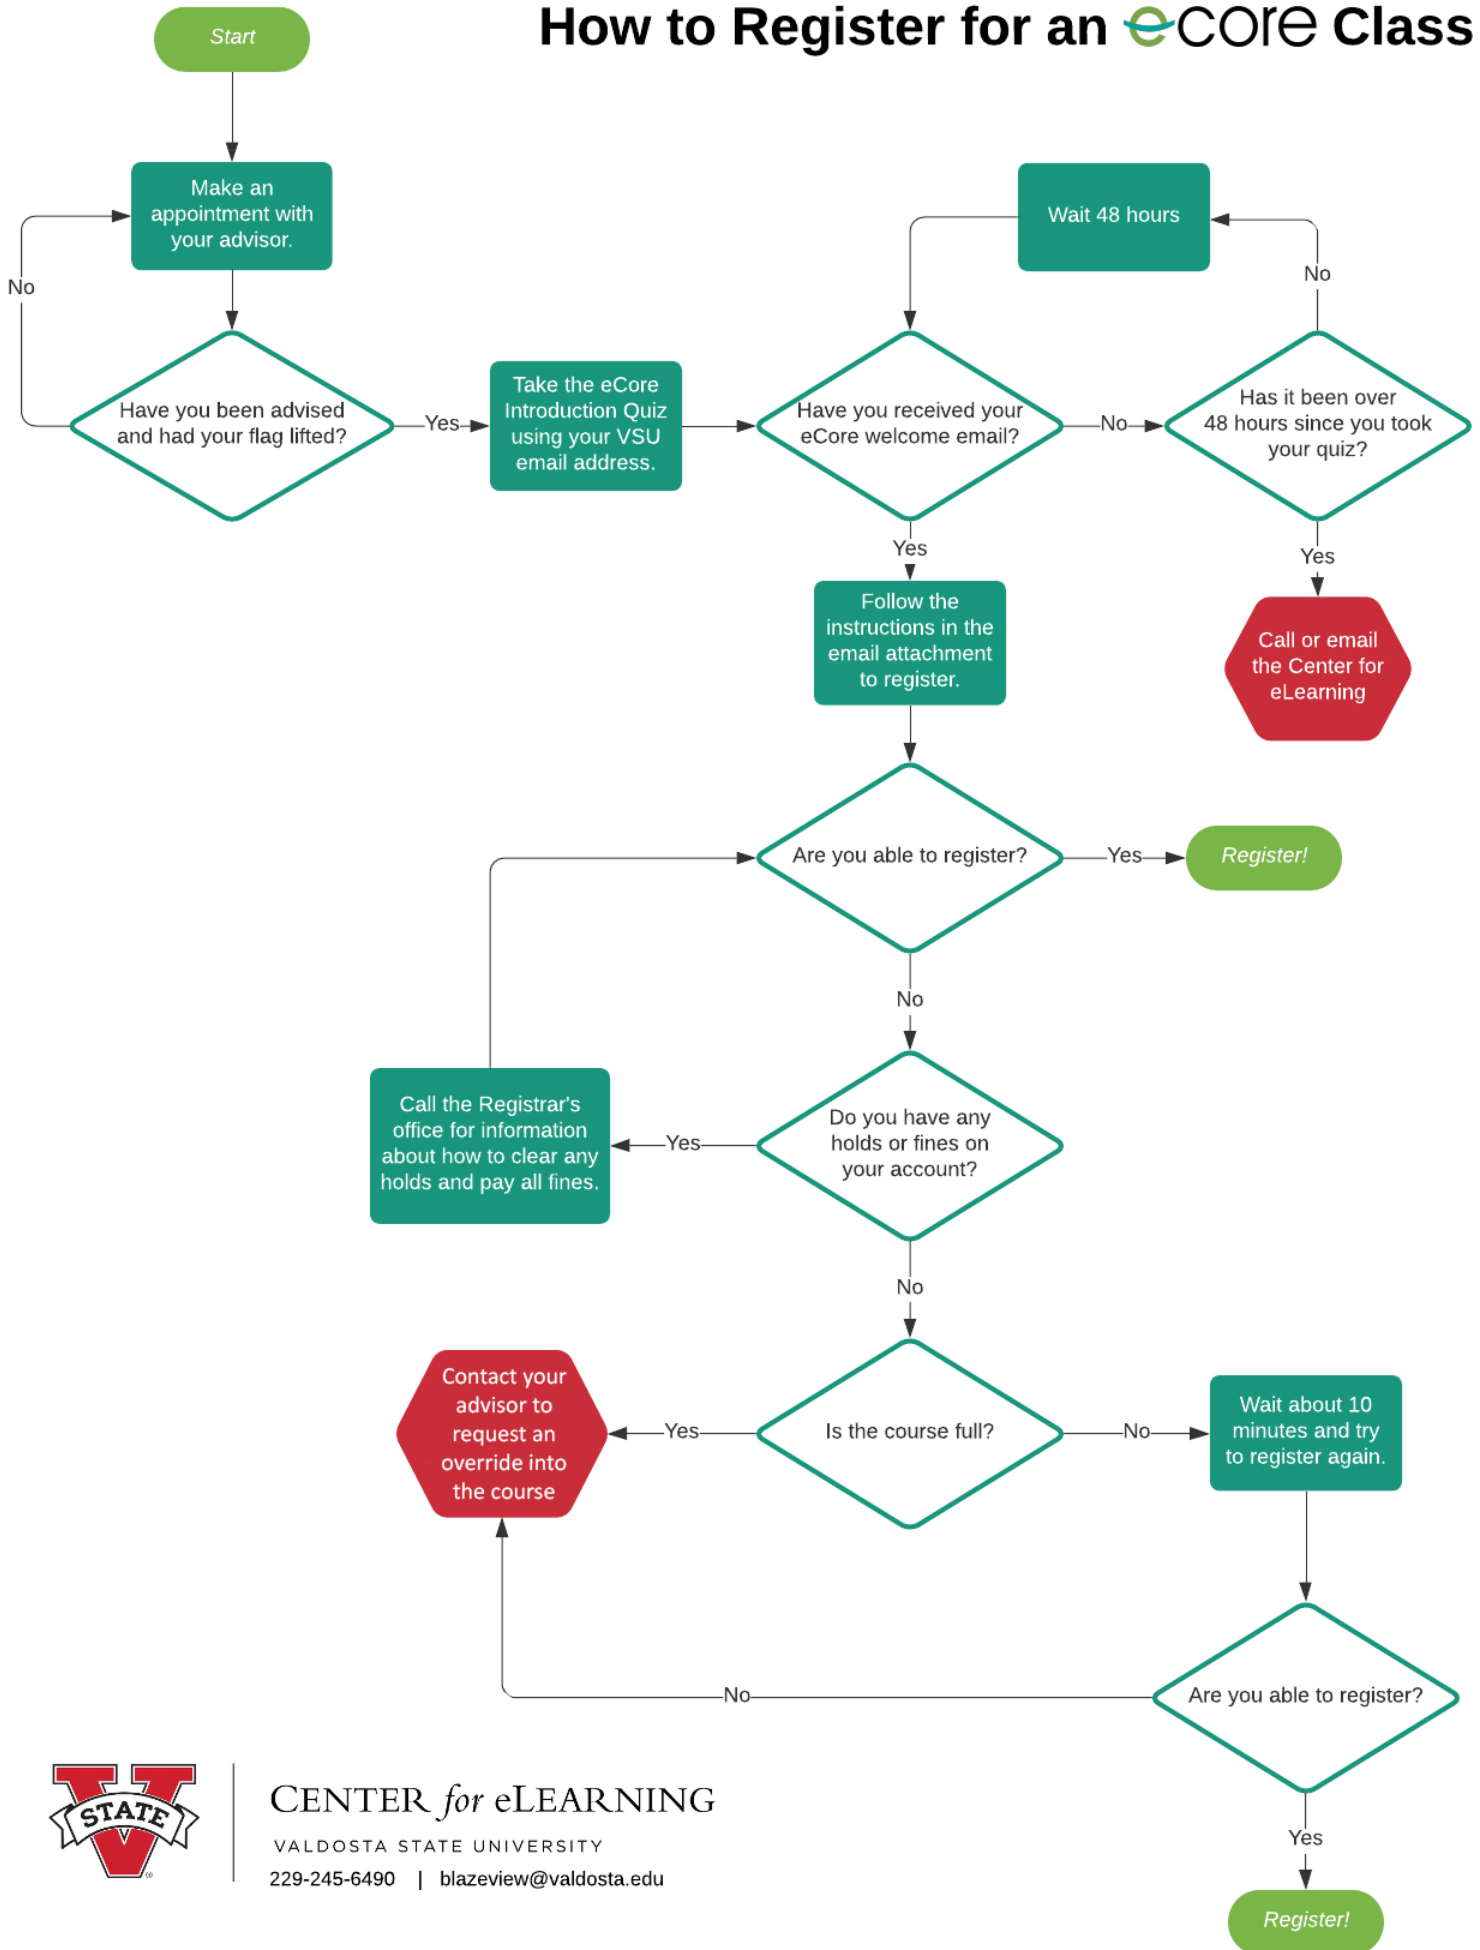 How to Register for an ecore Class
Start
Make an
appointment with
your advisor.
No
Have you been advised
and had your flag lifted?
Yes
Take the eCore
Introduction Quiz
using your VSU
email address.
Wait 48 hours
No
Have you received your
eCore welcome email?
No
Has it been over
48 hours since you took
your quiz?
Yes
Yes
Follow the
instructions in the
email attachment
to register.
Call or email
the Center for
eLearning
Are you able to register?
Yes
Register!
No
Call the Registrar's
office for information
about how to clear any
holds and pay all fines.
Yes
Do you have any
holds or fines on
your account?
No
Contact your
advisor to
request an
override into
the course
Yes
Is the course full?
No
Wait about 10
minutes and try
to register again.
No
Are you able to register?
Yes
Register!
V
STATE
®
CENTER for eLEARNING
VALDOSTA STATE UNIVERSITY
229-245-6490 | blazeview@valdosta.edu